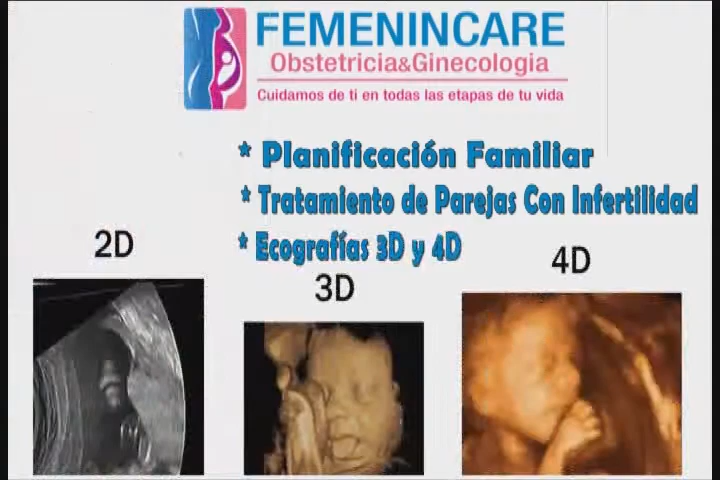 FEMENINCARE
Obstetricia&Ginecologia
Cuidamos de ti en todas las etapas de tu vida
* Planificación Familiar
* Tratamiento de Parejas Con Infertilidad
* Ecografías 3D y 4D
2D
3D
4D